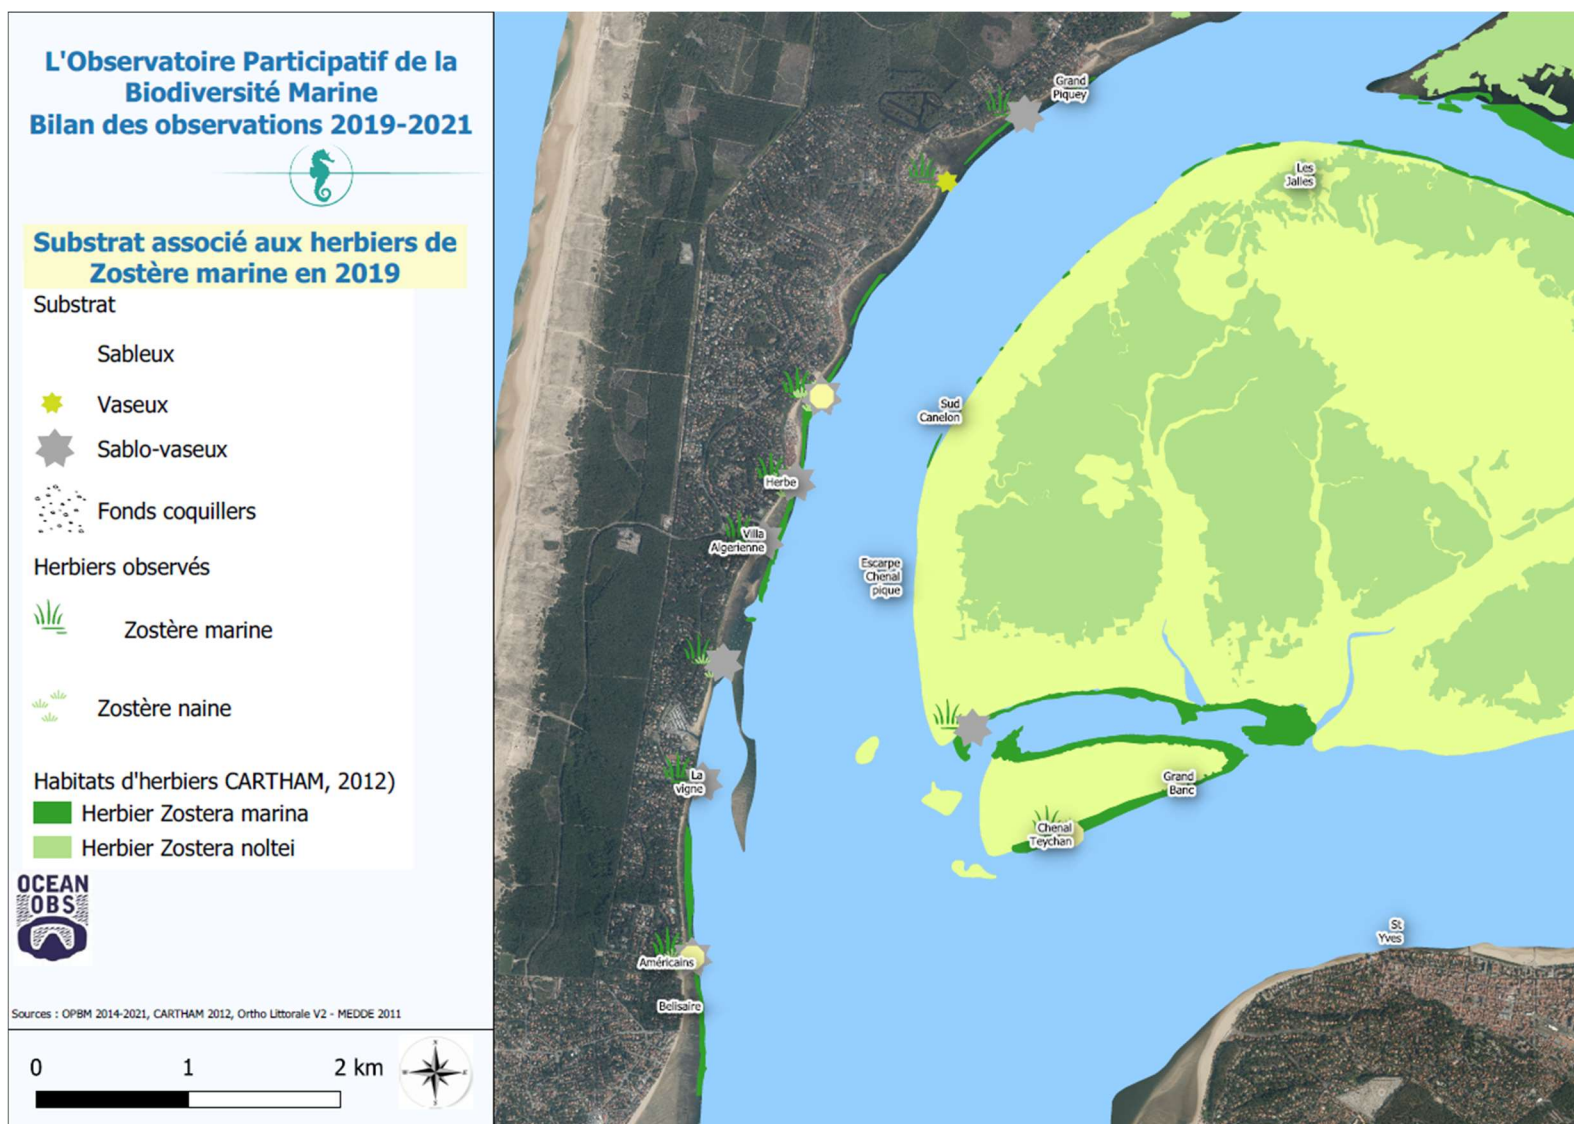 L'Observatoire Participatif de la
Biodiversité Marine
Bilan des observations 2019-2021
Substrat associé aux herbiers de
Zostère marine en 2019
Substrat
Sableux
Vaseux
Sablo-vaseux
Fonds coquillers
Herbiers observés
Zostère marine
Zostère naine
Habitats d'herbiers CARTHAM, 2012)
Herbier Zostera marina
Herbier Zostera noltei
OCEAN
OBS
Sources : OPBM 2014-2021, CARTHAM 2012, Ortho Littorale V2 - MEDDE 2011
0 1 2 km
N
W E
S
Grand
Piquey
Les
Jalles
Sud
Canelon
Herbe
Villa
Algerienne
Escarpe
Chenal
pique
La
vigne
Grand
Banc
Chenal
Teychan
St
Yves
Américains
Belisaire